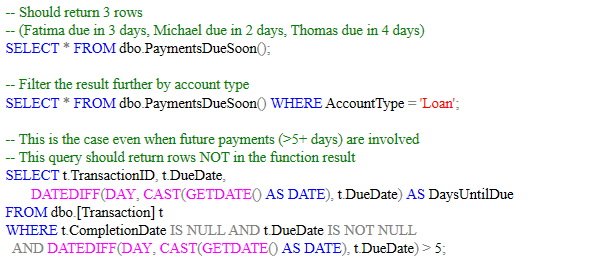 -- Should return 3 rows
-- (Fatima due in 3 days, Michael due in 2 days, Thomas due in 4 days)
SELECT * FROM dbo.PaymentsDueSoon();
-- Filter the result further by account type
SELECT * FROM dbo.PaymentsDueSoon() WHERE AccountType = 'Loan';
-- This is the case even when future payments (>5+ days) are involved
-- This query should return rows NOT in the function result
SELECT t.TransactionID, t.DueDate,
DATEDIFF(DAY, CAST(GETDATE() AS DATE), t.DueDate) AS DaysUntilDue
FROM dbo.[Transaction] t
WHERE t.CompletionDate IS NULL AND t.DueDate IS NOT NULL
AND DATEDIFF(DAY, CAST(GETDATE() AS DATE), t.DueDate) > 5;